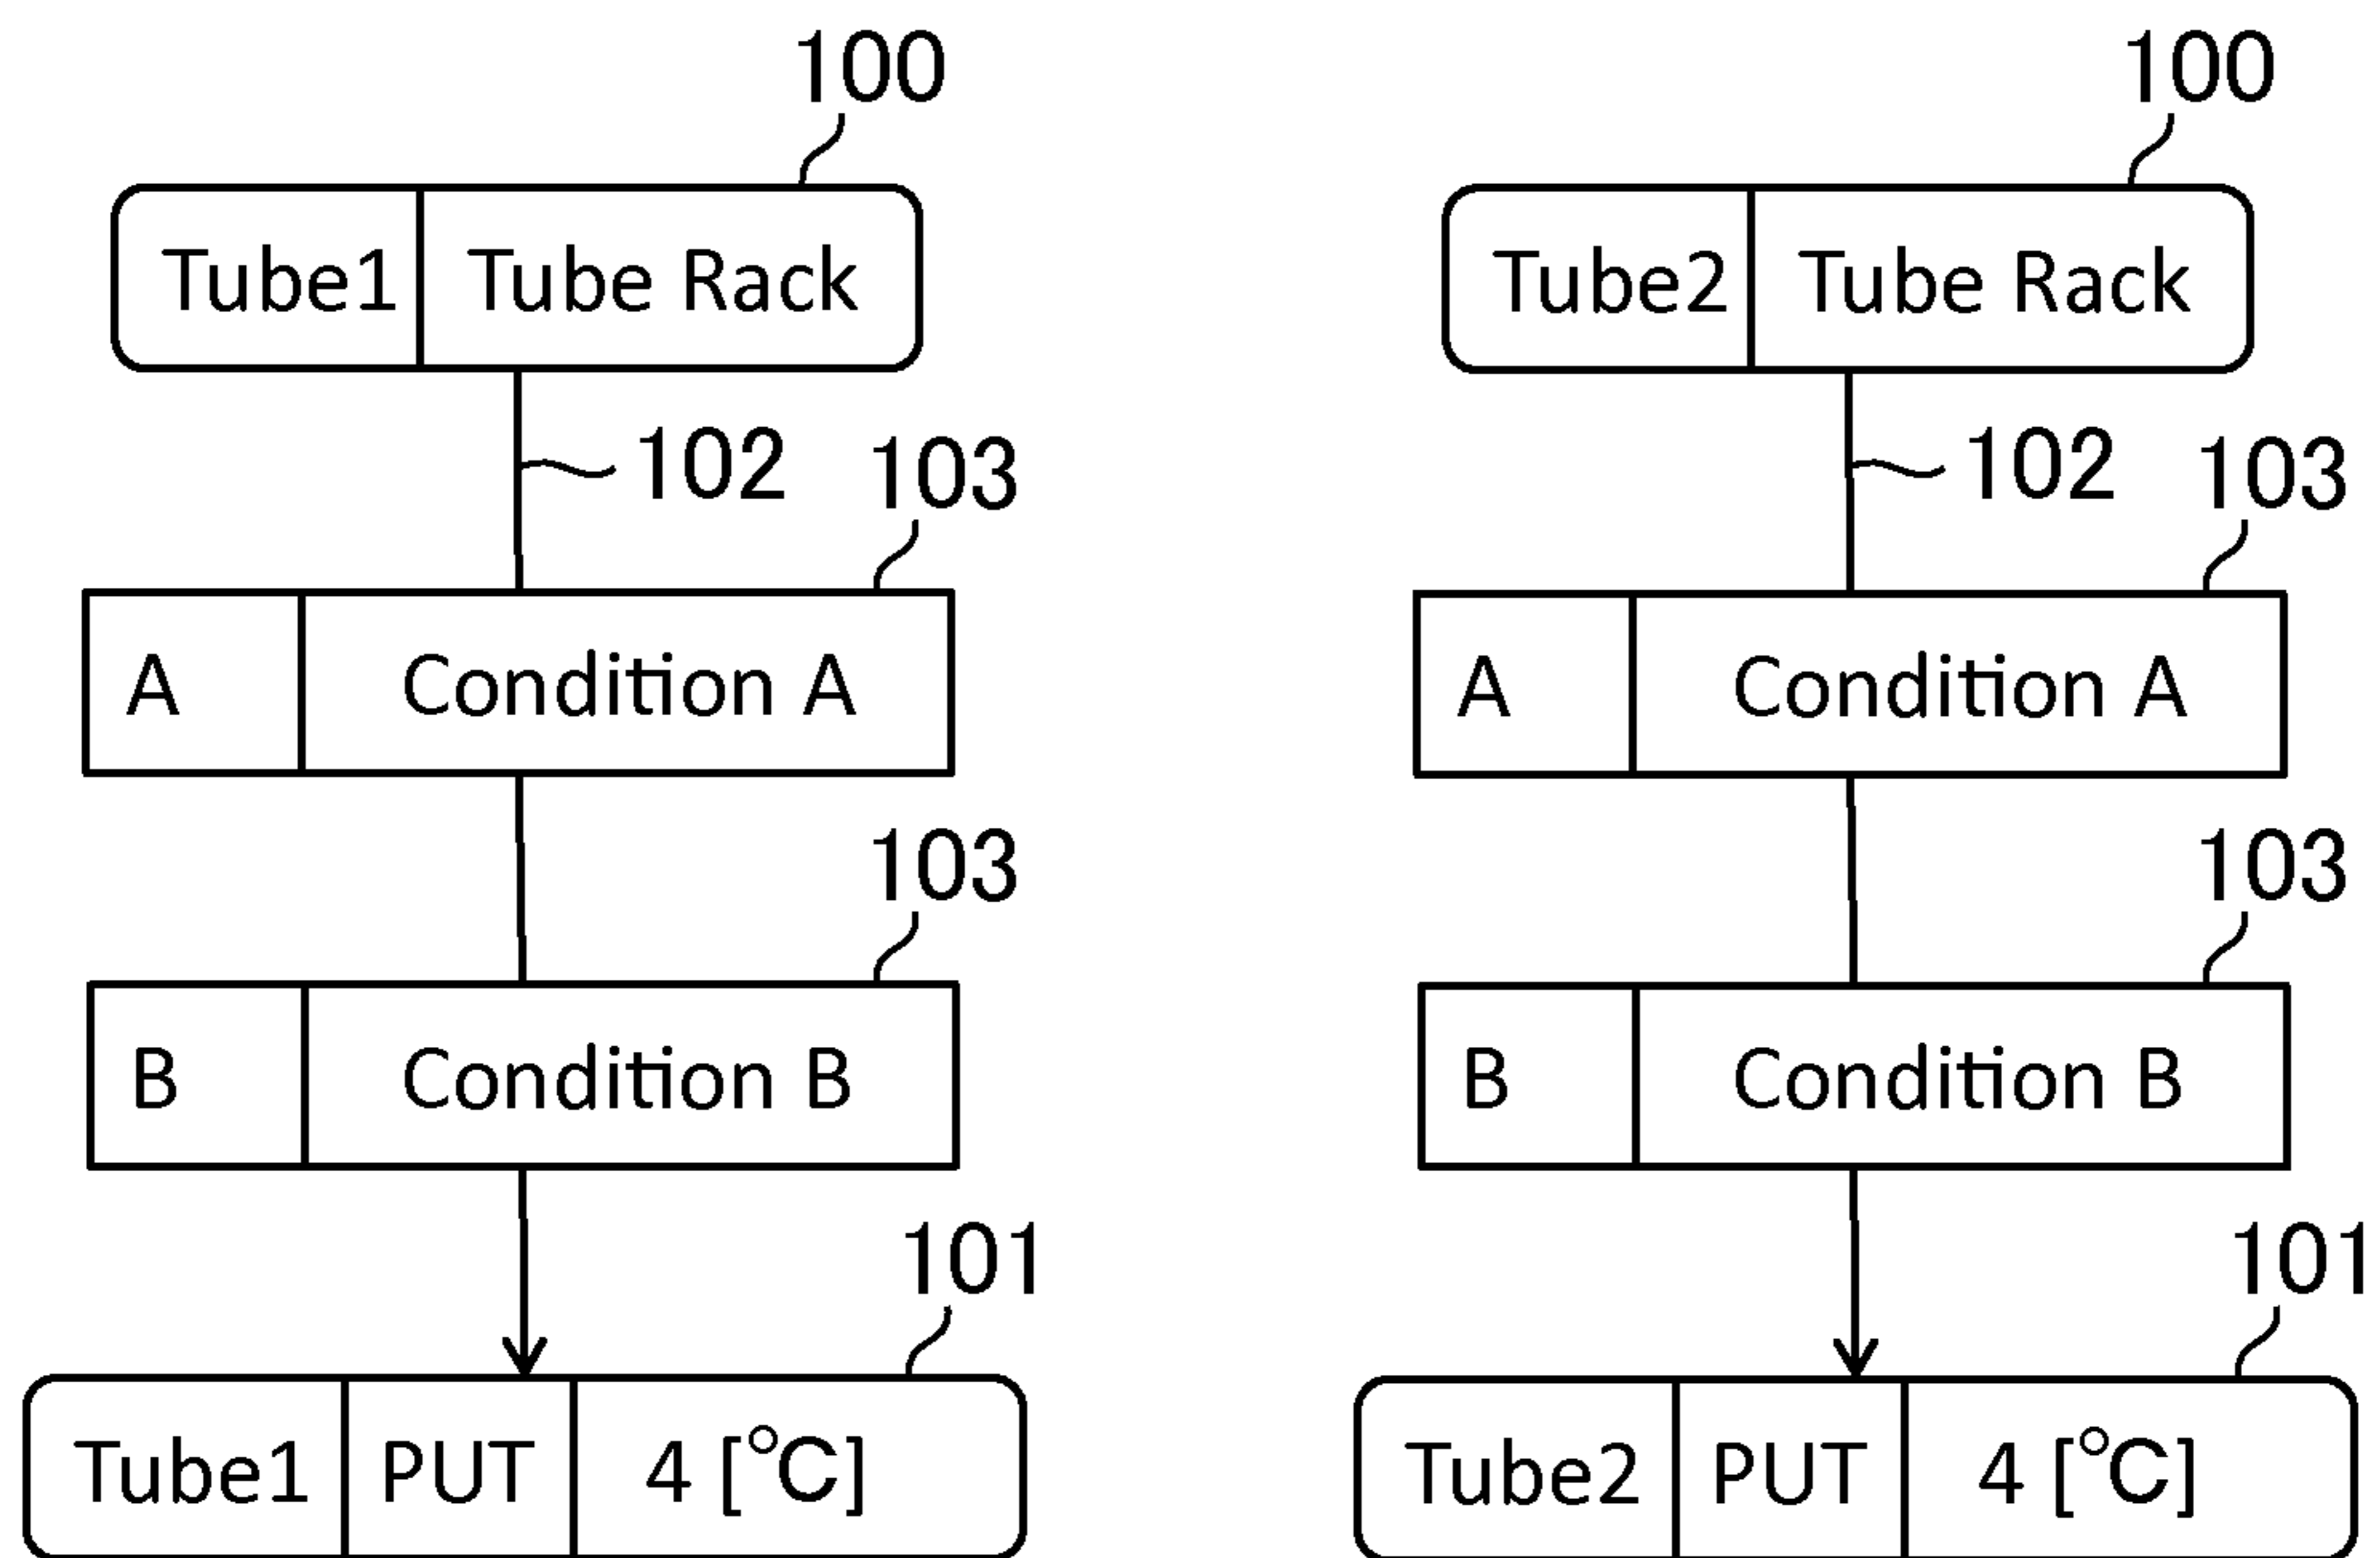 100 100
Tube1 Tube Rack Tube2 Tube Rack
102 103 102 103
A Condition A A Condition A
103 103
B Condition B B Condition B
101 101
Tube1 PUT 4 [℃] Tube2 PUT 4 [℃]